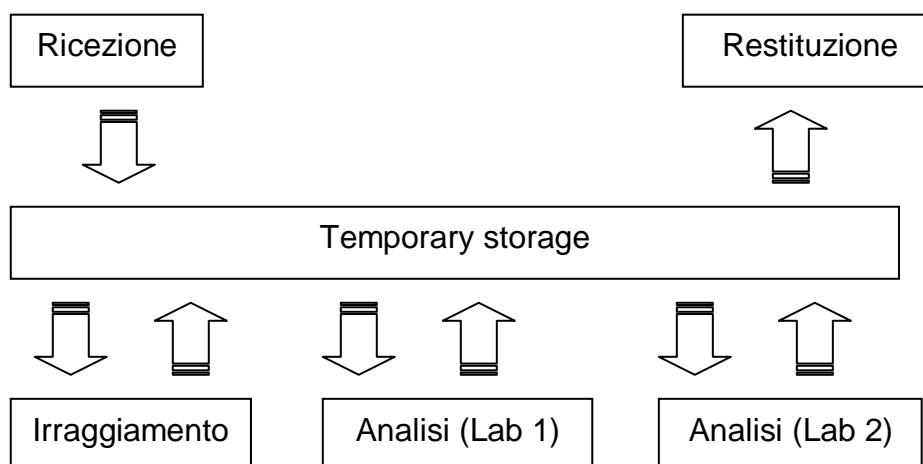 Ricezione
Restituzione
Temporary storage
Irraggiamento
Analisi (Lab 1)
Analisi (Lab 2)